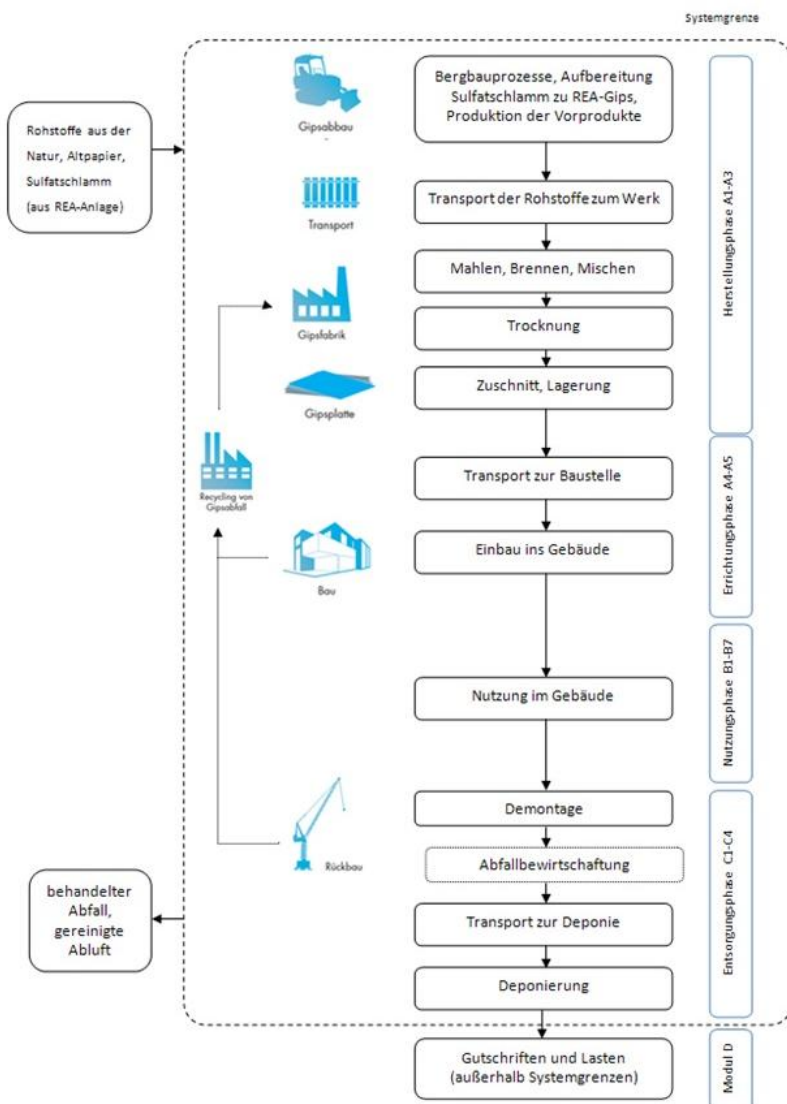 Systemgrenze
Rohstoffe aus der
Natur, Altpapier,
Sulfatschlamm
(aus REA-Anlage)
Gipsabbau
Bergbauprozesse, Aufbereitung
Sulfatschlamm zu REA-Gips,
Produktion der Vorprodukte
Transport
Transport der Rohstoffe zum Werk
Mahlen, Brennen, Mischen
Gipsfabrik
Trocknung
Gipsplatte
Zuschnitt, Lagerung
Herstellungsphase A1-A3
Recycling von
Gipsabfall
Transport zur Baustelle
Bau
Einbau ins Gebäude
Errichtungsphase A4-A5
Nutzung im Gebäude
Nutzungsphase B1-B7
Demontage
Rückbau
Abfallbewirtschaftung
Transport zur Deponie
Deponierung
Entsorgungsphase C1-C4
behandelter
Abfall,
gereinigte
Abluft
Gutschriften und Lasten
(außerhalb Systemgrenzen)
Modul D